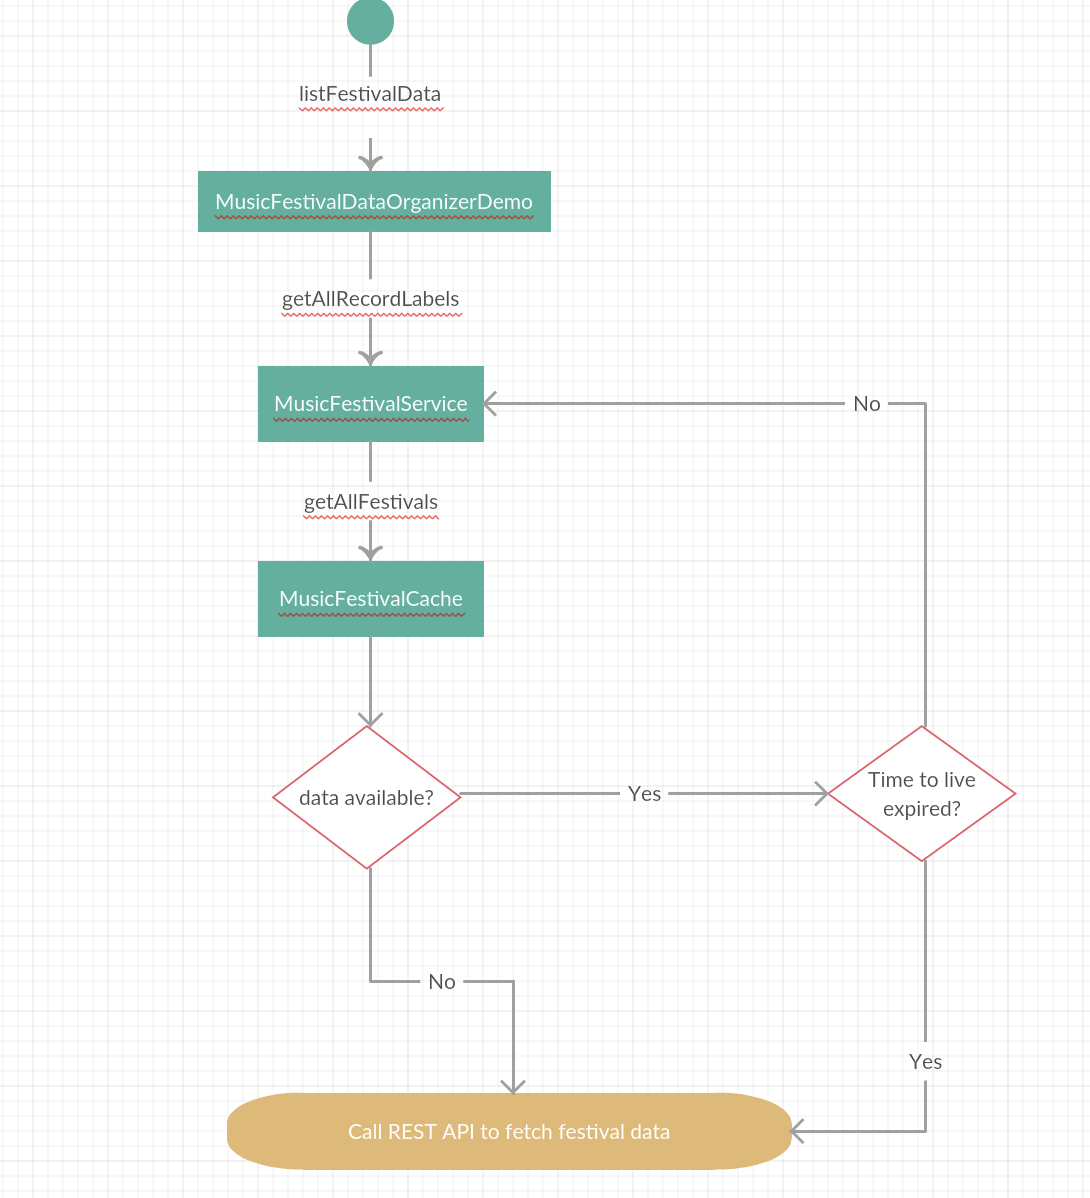 listFestivalData
MusicFestivalDataOrganizerDemo
getAllRecordLabels
MusicFestivalService
No
getAllFestivals
MusicFestivalCache
data available?
Yes
Time to live
expired?
No
Yes
Call REST API to fetch festival data